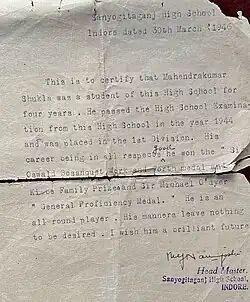 Sanyogitaganj High School
Indore dated 30th March 1946
This is to certify that Mahendrakumar
Shukla was a student of this High School for
four years . He passed the High School Examina
tion from this High School in the year 1944
and was placed in the 1st Division. His
career being in all respects good he won the "
Oswald Bosanquet and medal
Family Prize and Sir Michael O'dyer
" General Proficiency Medal. " He is an
all round player . His manners leave nothing
to be desired . I wish him a brilliant future
Head Master,
Sanyogitaganj High School,
INDORE